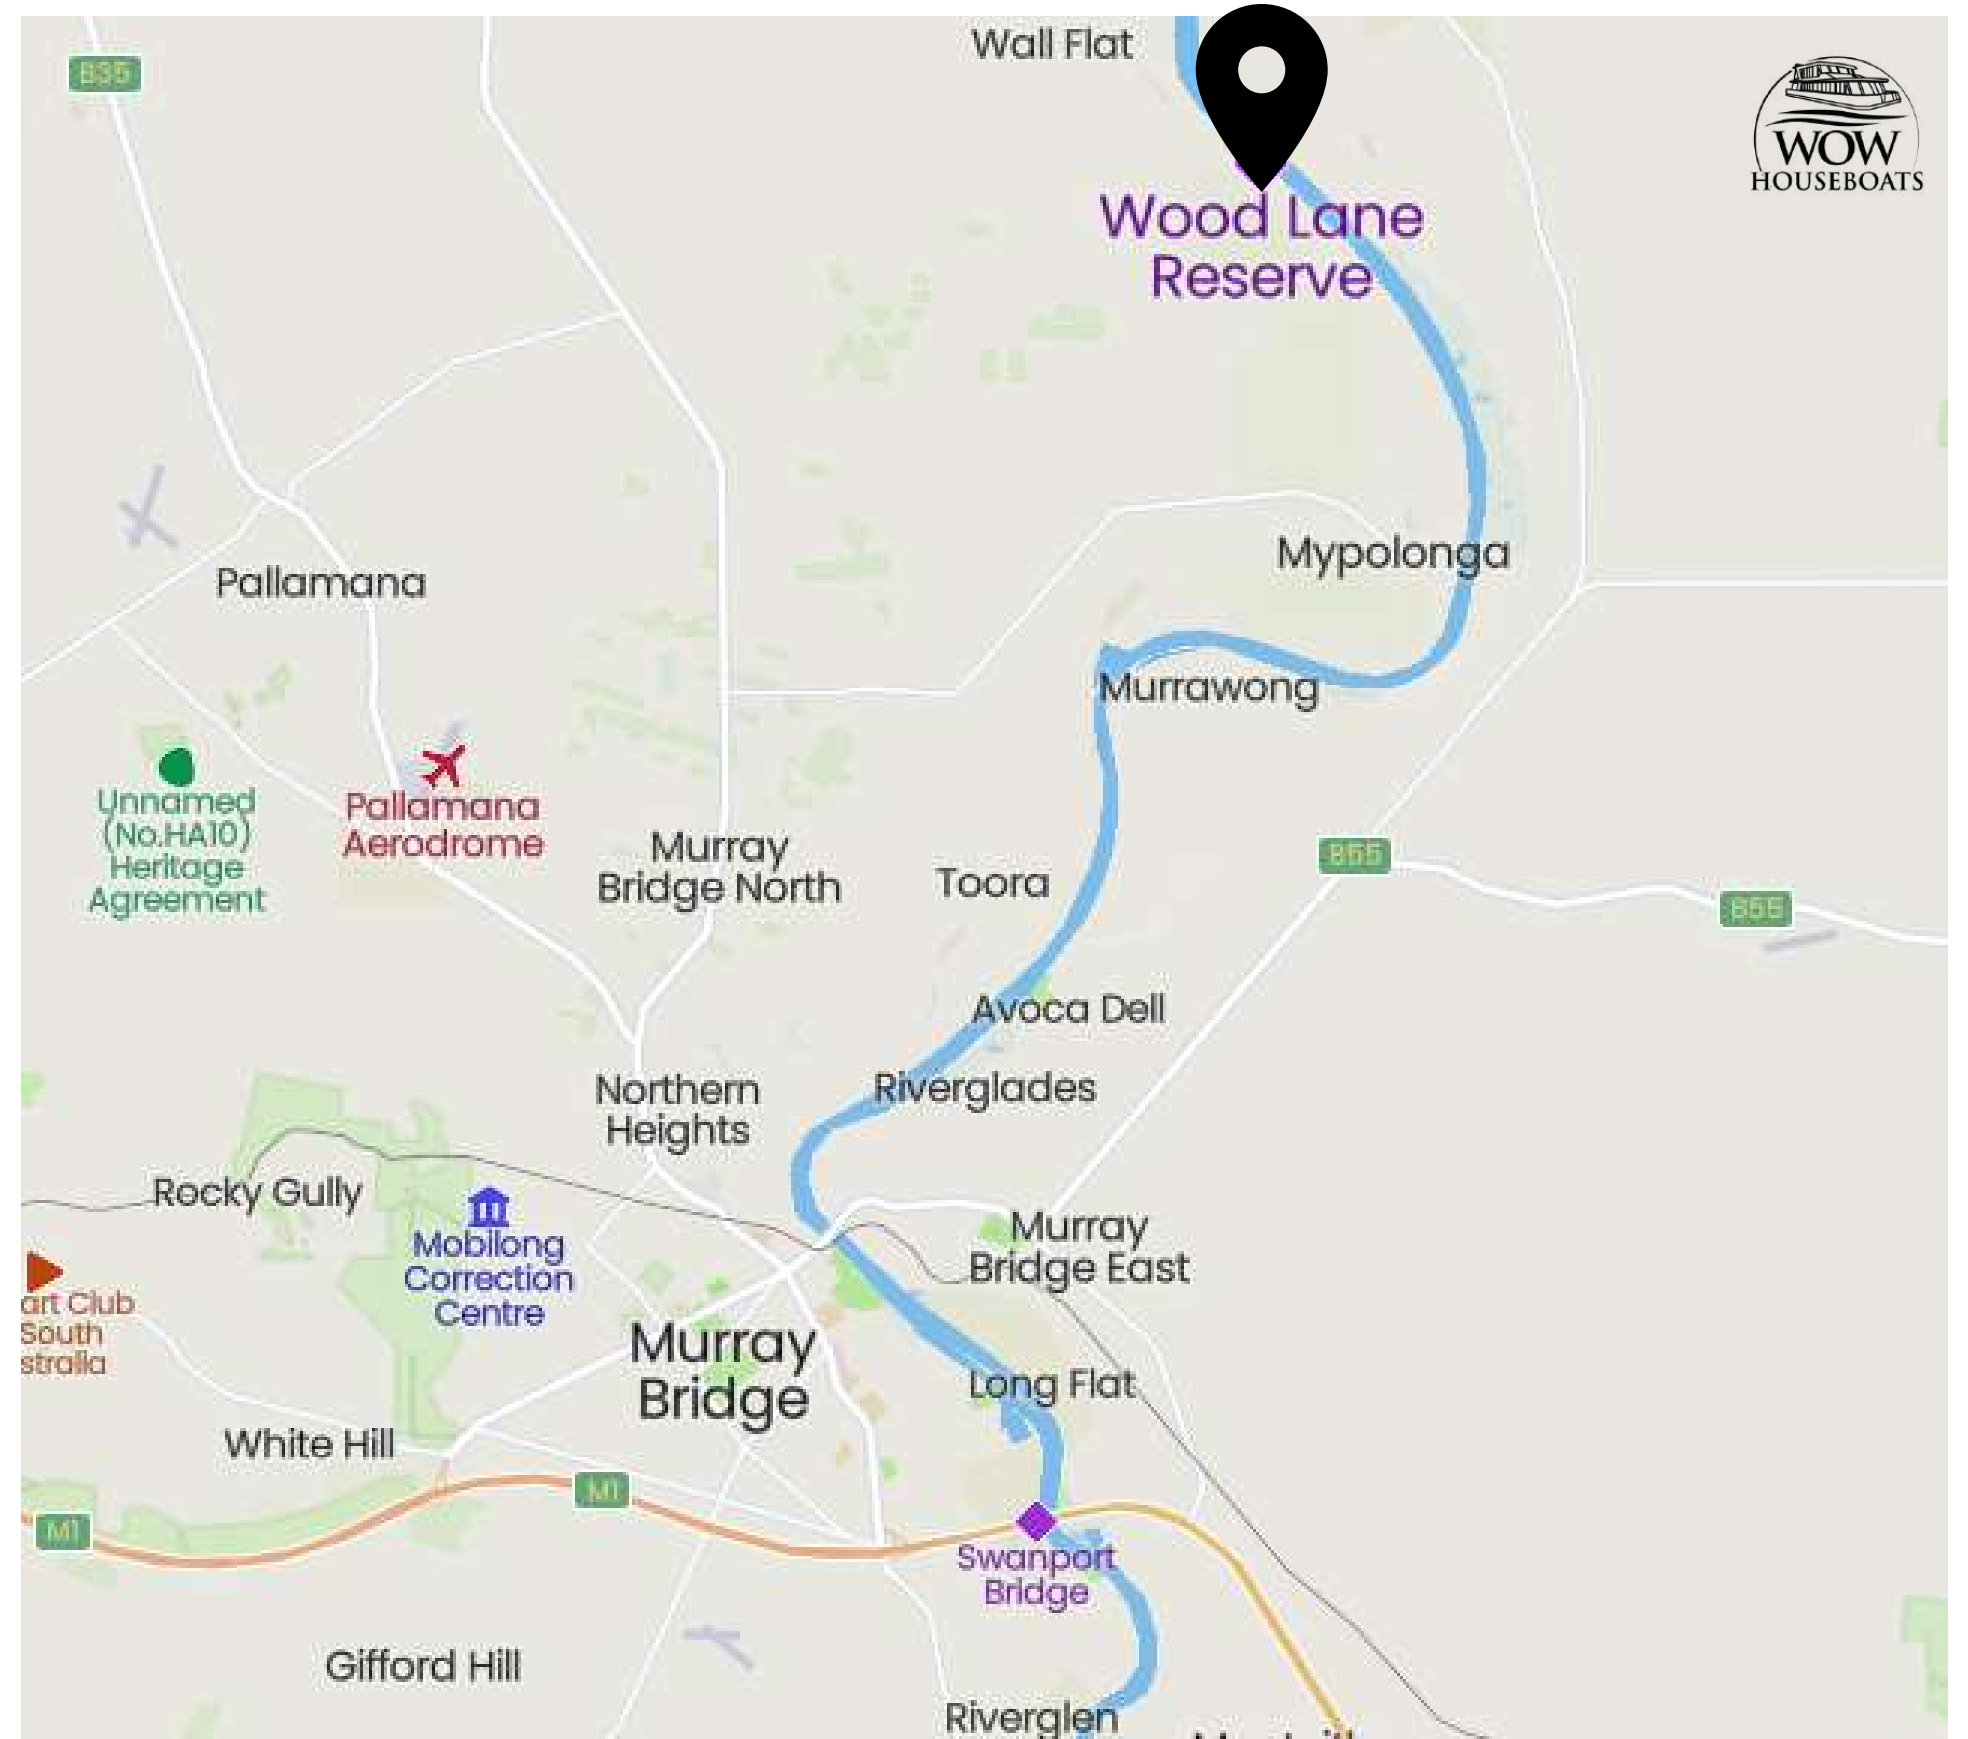 Wall Flat
B35
WOW
HOUSEBOATS
Wood Lane
Reserve
Mypolonga
Pallamana
Murrawong
Unnamed
(No.HA10)
Heritage
Agreement
Pallamana
Aerodrome
Murray
Bridge North
Toora
B55
B55
Avoca Dell
Northern
Heights
Riverglades
Rocky Gully
Mobilong
Correction
Centre
Murray
Bridge East
art Club
South
stralia
Murray
Bridge
Long Flat
White Hill
M1
M1
Swanport
Bridge
Gifford Hill
Riverglen